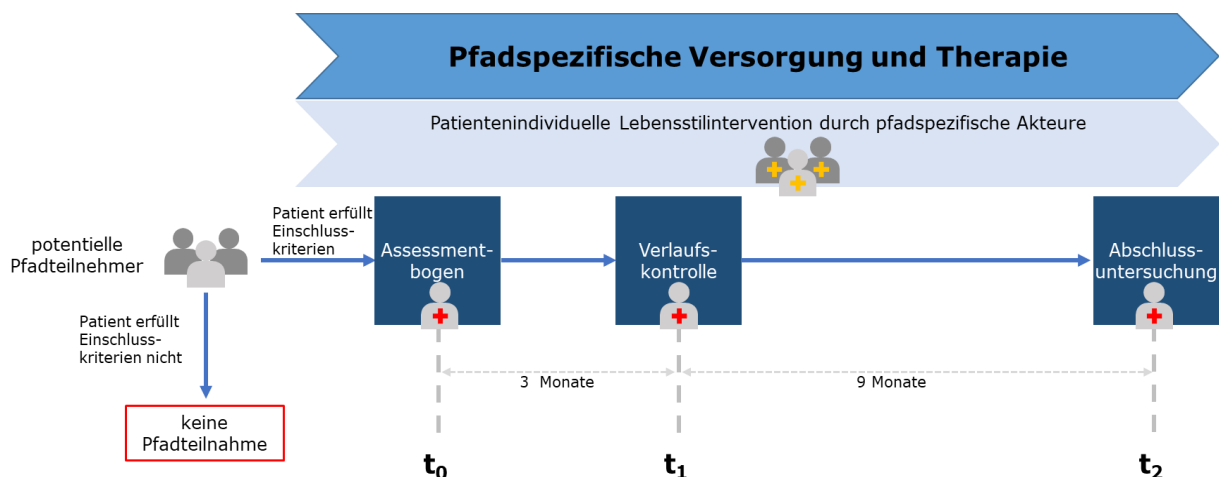 Pfadspezifische Versorgung und Therapie
Patientenindividuelle Lebensstilintervention durch pfadspezifische Akteure
potentielle
Pfadteilnehmer
Patient erfüllt
Einschluss-
kriterien
Assessment-
bogen
Verlaufs-
kontrolle
Abschluss-
untersuchung
Patient erfüllt
Einschluss-
kriterien nicht
3 Monate
9 Monate
keine
Pfadteilnahme
t₀
t₁
t₂